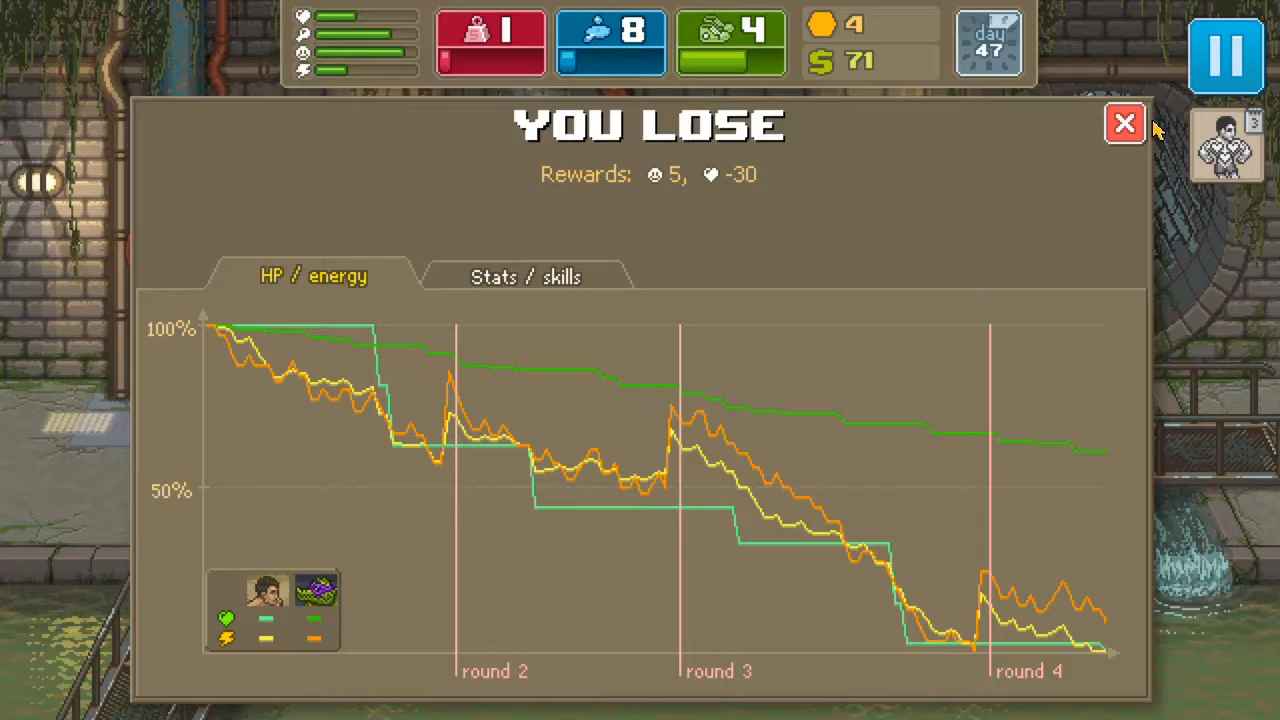 1
8
4
4
71
day
47
3
YOU LOSE
Rewards: 5, -30
HP / energy
Stats / skills
100%
50%
round 2
round 3
round 4